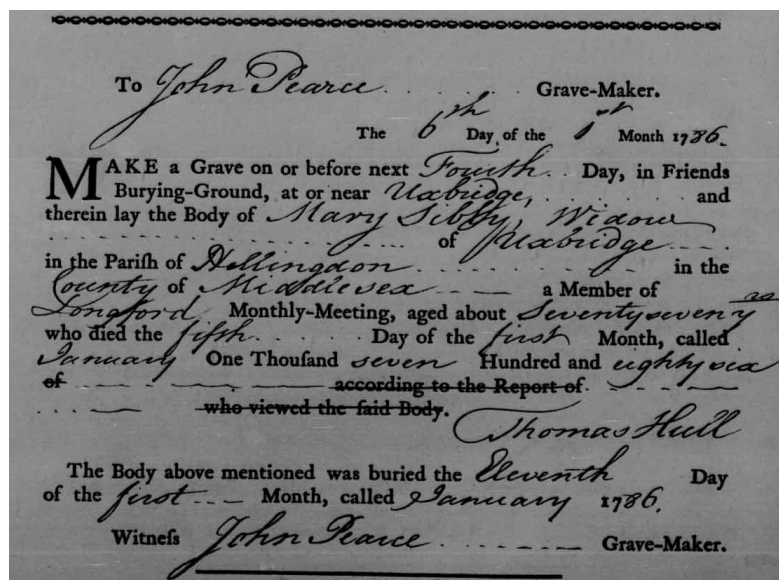 To John Pearce . . . . Grave-Maker.
The 6th Day of the 1st Month 1786.
MAKE a Grave on or before next Fourth . . Day, in Friends
Burying-Ground, at or near Uxbridge, . . . . . . and
therein lay the Body of Mary Sibly, Widow
. . . . . . . . . . of Uxbridge . . . .
in the Pariſh of Hillingdon . . . . . . . . in the
County of Middlesex — — a Member of
Longford, Monthly-Meeting, aged about Seventyseven yrs
who died the fifth . . . . . . Day of the first Month, called
January One Thouſand seven Hundred and eighty six
of . . . . . . according to the Report of . . . . .
. . . . who viewed the ſaid Body.
Thomas Hull
The Body above mentioned was buried the Eleventh Day
of the first . . — Month, called January 1786.
Witneſs John Pearce . . . . . — Grave-Maker.